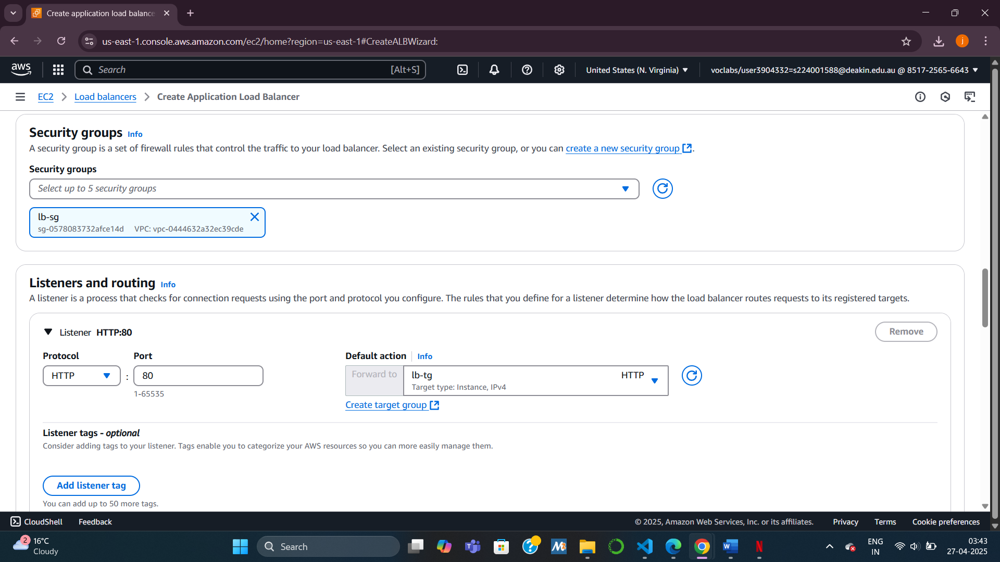 Create application load balance
us-east-1.console.aws.amazon.com/ec2/home?region=us-east-1#CreateALBWizard:
j
aws
Search [Alt+S]
United States (N. Virginia)
voclabs/user3904332=s224001588@deakin.edu.au @ 8517-2565-6643
EC2
Load balancers
Create Application Load Balancer
Security groups Info
A security group is a set of firewall rules that control the traffic to your load balancer. Select an existing security group, or you can create a new security group.
Security groups
Select up to 5 security groups
lb-sg
sg-0578083732afce14d VPC: vpc-0444632a32ec39cde
Listeners and routing Info
A listener is a process that checks for connection requests using the port and protocol you configure. The rules that you define for a listener determine how the load balancer routes requests to its registered targets.
Listener HTTP:80
Remove
Protocol Port Default action Info
HTTP : 80
1-65535
Forward to
lb-tg HTTP
Target type: Instance, IPv4
Create target group
Listener tags - optional
Consider adding tags to your listener. Tags enable you to categorize your AWS resources so you can more easily manage them.
Add listener tag
You can add up to 50 more tags.
CloudShell Feedback © 2025, Amazon Web Services, Inc. or its affiliates. Privacy Terms Cookie preferences
2
16°C
Cloudy
Search
ENG
IN
03:43
27-04-2025